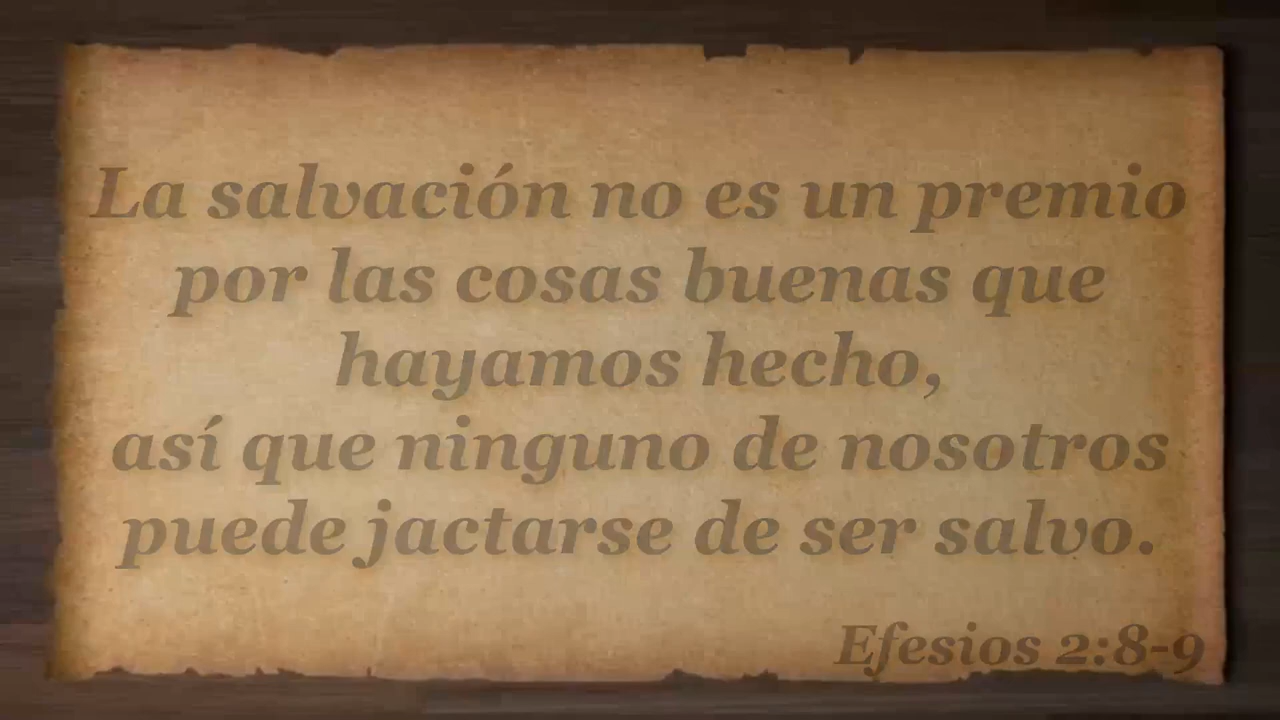 La salvación no es un premio
por las cosas buenas que
hayamos hecho,
así que ninguno de nosotros
puede jactarse de ser salvo.
Efesios 2:8-9